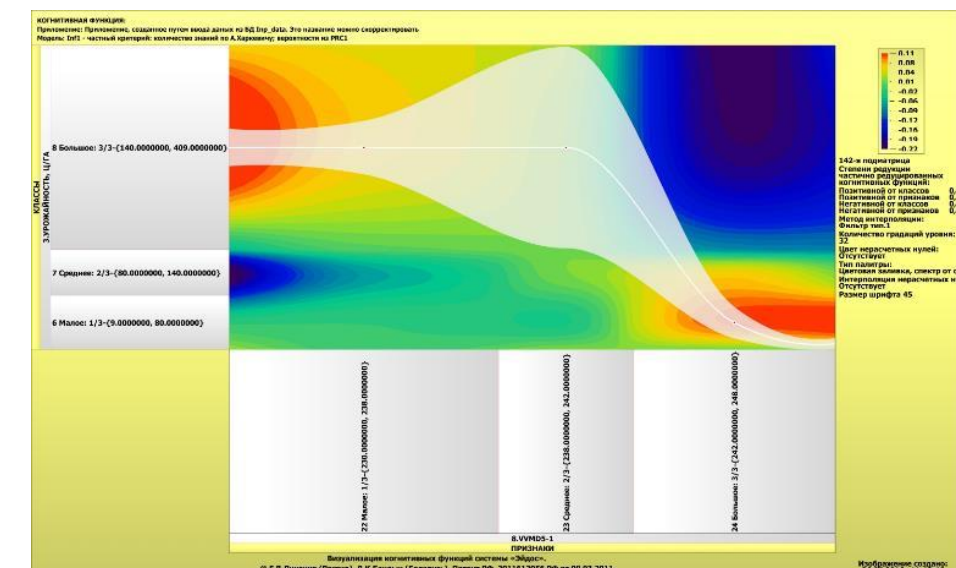 КОГНИТИВНАЯ ФУНКЦИЯ:
Приложение: Приложение, созданное путем ввода даных из БД Inp_data. Это название можно скорректировать
Модель: Inf1 - частный критерий: количество знаний по А.Харкевичу; вероятности из PRC1
КЛАССЫ
3.УРОЖАЙНОСТЬ, Ц/ГА
8 Большое: 3/3-{140.0000000, 409.0000000}
7 Среднее: 2/3-{80.0000000, 140.0000000}
6 Малое: 1/3-{9.0000000, 80.0000000}
22 Малое: 1/3-{230.0000000, 238.0000000}
23 Среднее: 2/3-{238.0000000, 242.0000000}
24 Большое: 3/3-{242.0000000, 248.0000000}
8.VVMD5-1
ПРИЗНАКИ
Визуализация когнитивных функций системы «Эйдос».
0.11
0.08
0.04
0.01
-0.02
-0.06
-0.09
-0.12
-0.16
-0.19
-0.22
142-я подматрица
Степени редукции
частично редуцированных
когнитивных функций:
Позитивной от классов 0,
Позитивной от признаков 0,
Негативной от классов 0,
Негативной от признаков 0,
Метод интерполяции:
Фильтр тип.1
Количество градаций уровня:
32
Цвет нерасчетных нулей:
Отсутствует
Тип палитры:
Цветовая заливка, спектр от
Интерполяция нерасчетных
Отсутствует
Размер шрифта 45
Изображение создано: